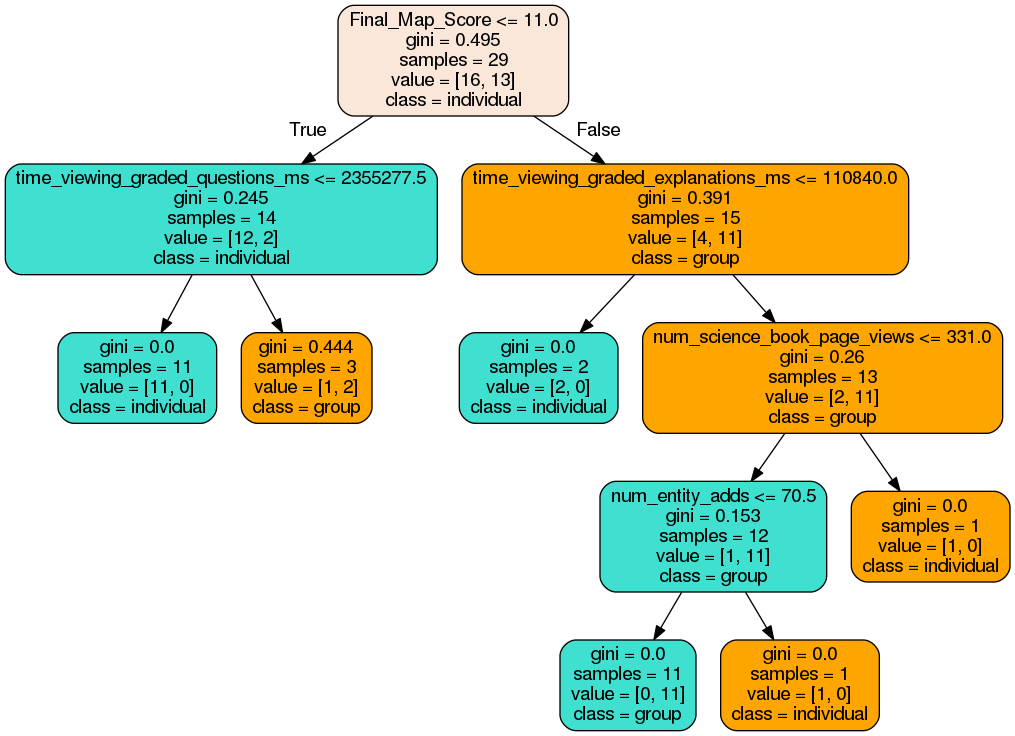 Final_Map_Score <= 11.0
gini = 0.495
samples = 29
value = [16, 13]
class = individual
True
False
time_viewing_graded_questions_ms <= 2355277.5
gini = 0.245
samples = 14
value = [12, 2]
class = individual
time_viewing_graded_explanations_ms <= 110840.0
gini = 0.391
samples = 15
value = [4, 11]
class = group
gini = 0.0
samples = 11
value = [11, 0]
class = individual
gini = 0.444
samples = 3
value = [1, 2]
class = group
gini = 0.0
samples = 2
value = [2, 0]
class = individual
num_science_book_page_views <= 331.0
gini = 0.26
samples = 13
value = [2, 11]
class = group
num_entity_adds <= 70.5
gini = 0.153
samples = 12
value = [1, 11]
class = group
gini = 0.0
samples = 1
value = [1, 0]
class = individual
gini = 0.0
samples = 11
value = [0, 11]
class = group
gini = 0.0
samples = 1
value = [1, 0]
class = individual